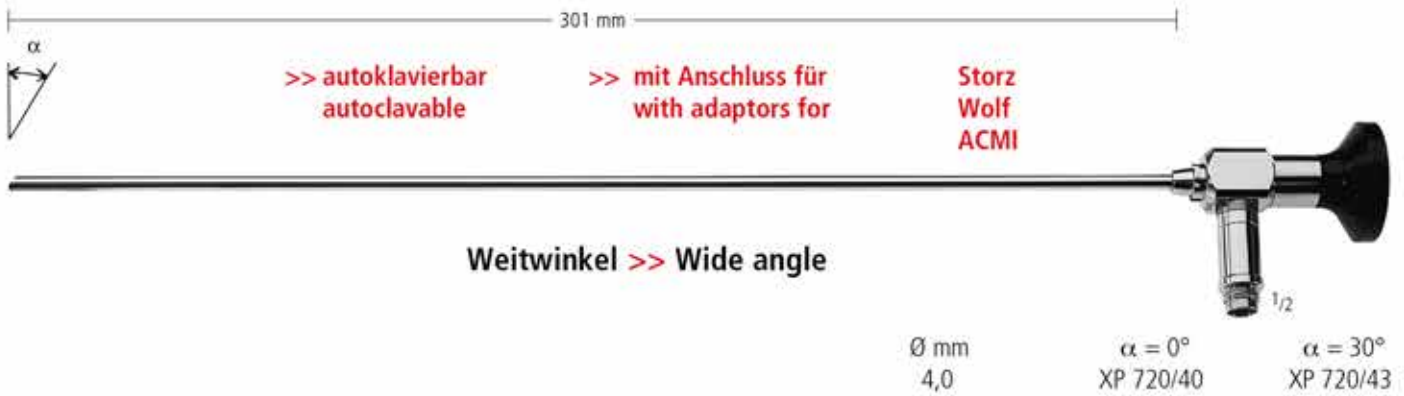 301 mm
α
>> autoklavierbar
autoclavable
>> mit Anschluss für
with adaptors for
Storz
Wolf
ACMI
Weitwinkel >> Wide angle
1/2
Ø mm α = 0° α = 30°
4,0 XP 720/40 XP 720/43